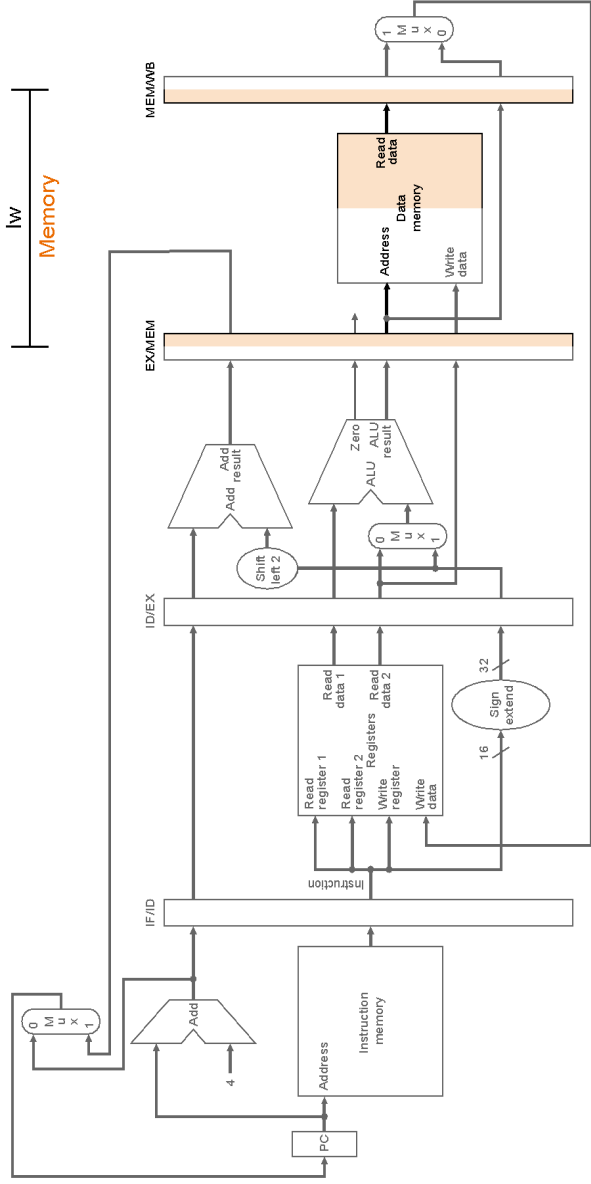 lw
Memory
0
M
u
x
1
IF/ID
ID/EX
EX/MEM
MEM/WB
Add
4
Add
Add
result
Shift
left 2
PC
Address
Instruction
memory
Instruction
Read
register 1
Read
register 2
Registers
Write
register
Write
data
Read
data 1
Read
data 2
0
M
u
x
1
Zero
ALU
ALU
result
Address
Data
memory
Write
data
Read
data
1
M
u
x
0
16
Sign
extend
32